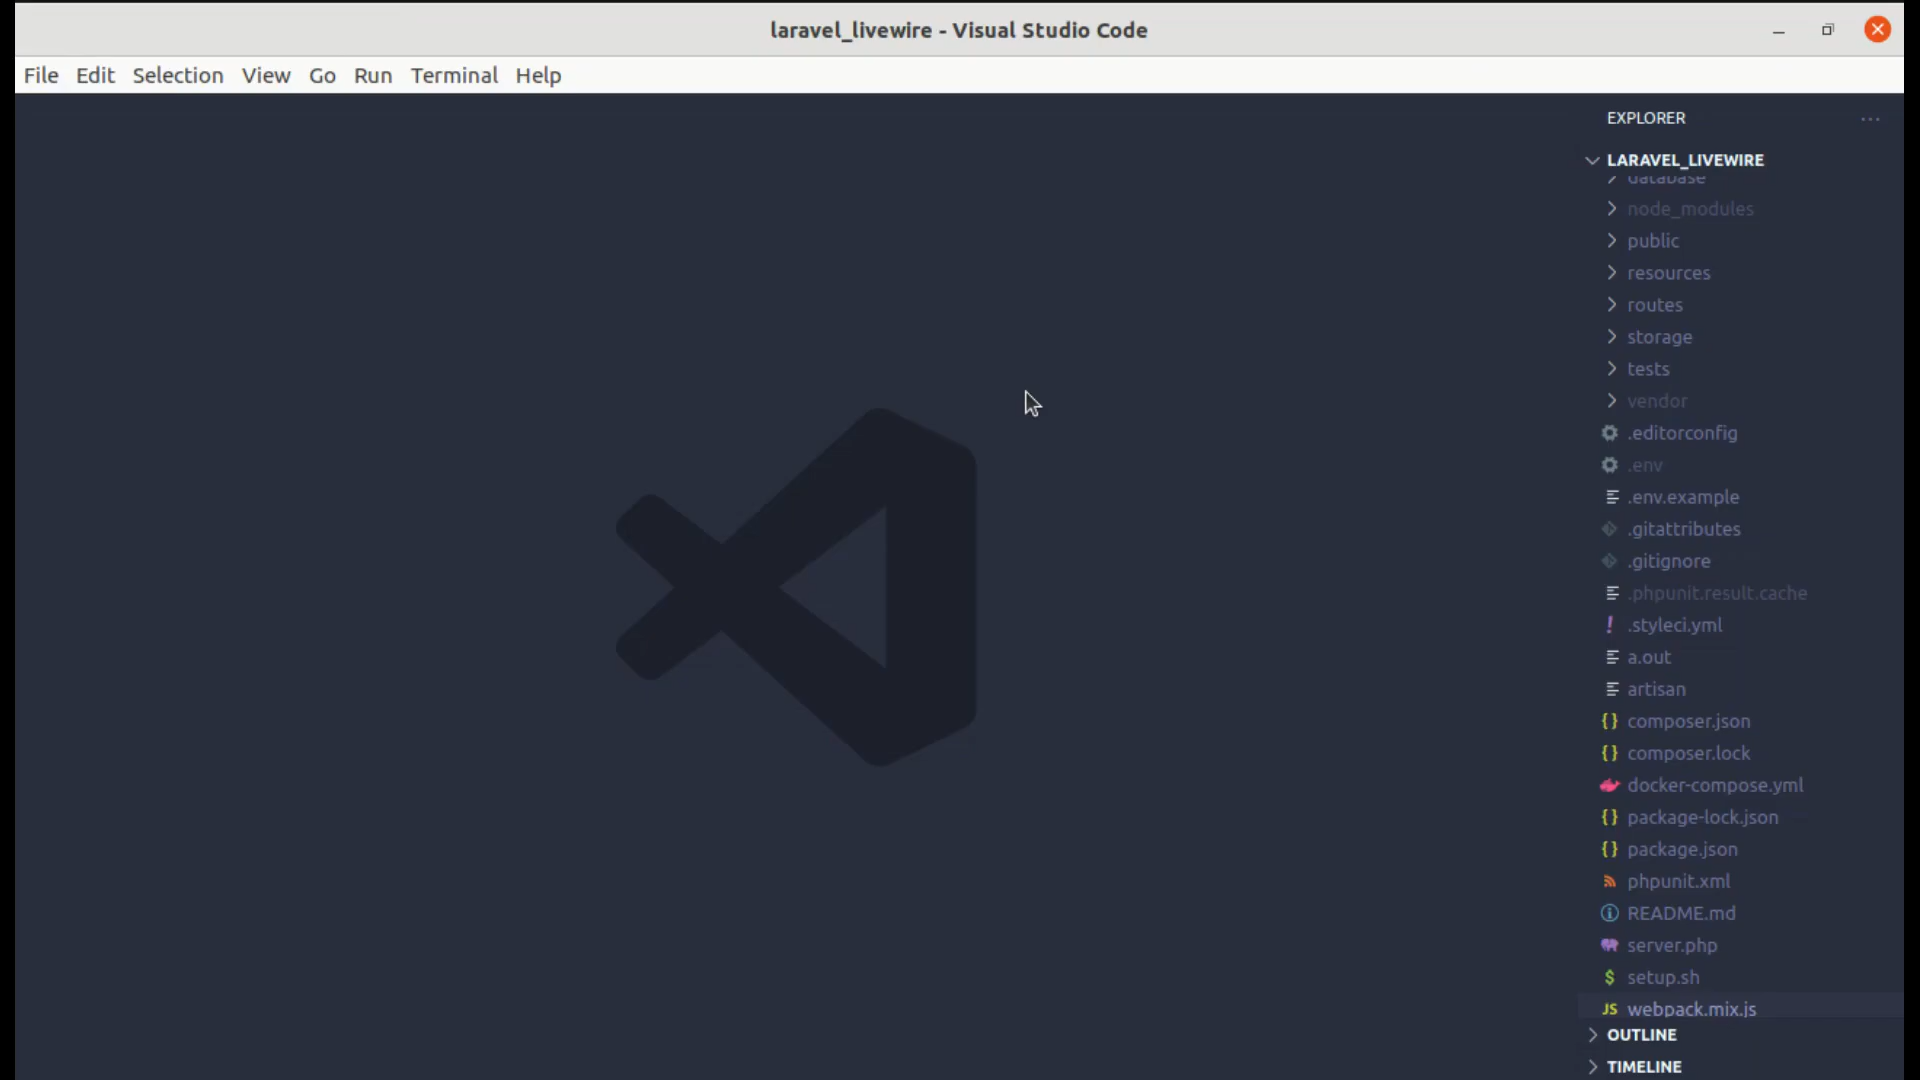 laravel_livewire - Visual Studio Code
File Edit Selection View Go Run Terminal Help
EXPLORER
LARAVEL_LIVEWIRE
database
node_modules
public
resources
routes
storage
tests
vendor
.editorconfig
.env
.env.example
.gitattributes
.gitignore
.phpunit.result.cache
.styleci.yml
a.out
artisan
composer.json
composer.lock
docker-compose.yml
package-lock.json
package.json
phpunit.xml
README.md
server.php
setup.sh
JS webpack.mix.js
OUTLINE
TIMELINE